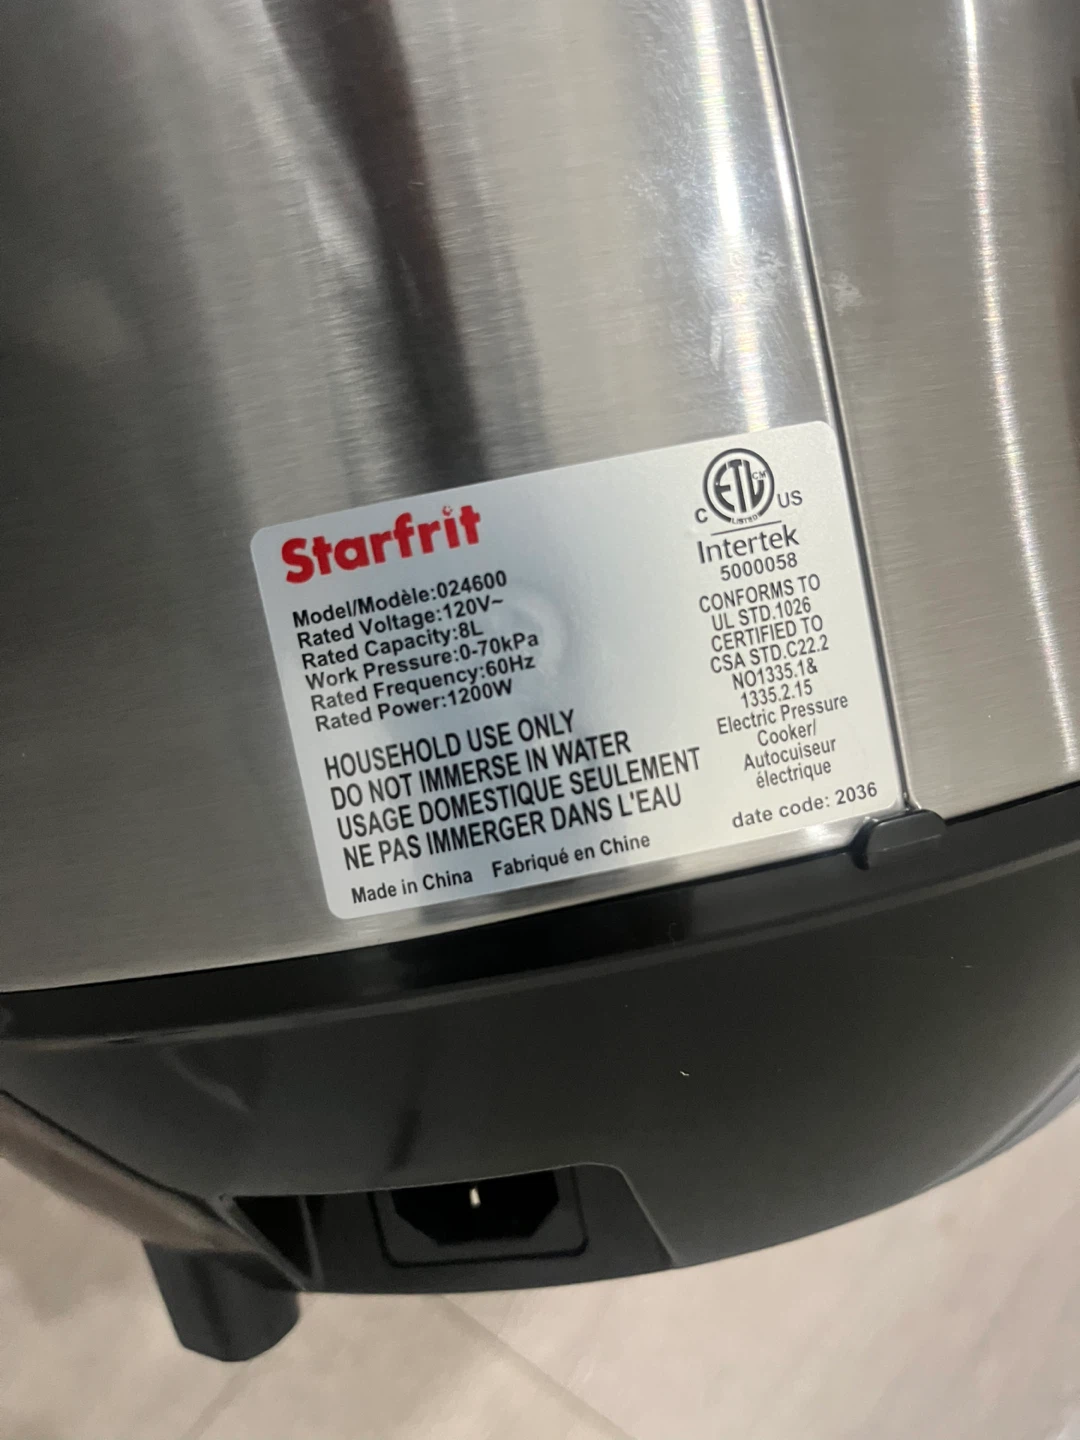 Starfrit
Model/Modèle:024600
Rated Voltage:120V~
Rated Capacity:8L
Work Pressure:0-70kPa
Rated Frequency:60Hz
Rated Power:1200W
HOUSEHOLD USE ONLY
DO NOT IMMERSE IN WATER
USAGE DOMESTIQUE SEULEMENT
NE PAS IMMERGER DANS L'EAU
Made in China Fabriqué en Chine
ETL CM
C LISTED US
Intertek
5000058
CONFORMS TO
UL STD.1026
CERTIFIED TO
CSA STD.C22.2
NO1335.1&
1335.2.15
Electric Pressure
Cooker/
Autocuiseur
électrique
date code: 2036